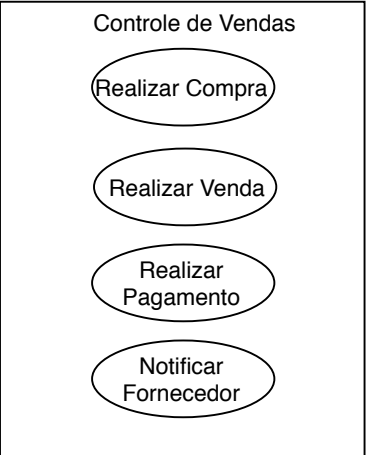 Controle de Vendas
Realizar Compra
Realizar Venda
Realizar
Pagamento
Notificar
Fornecedor